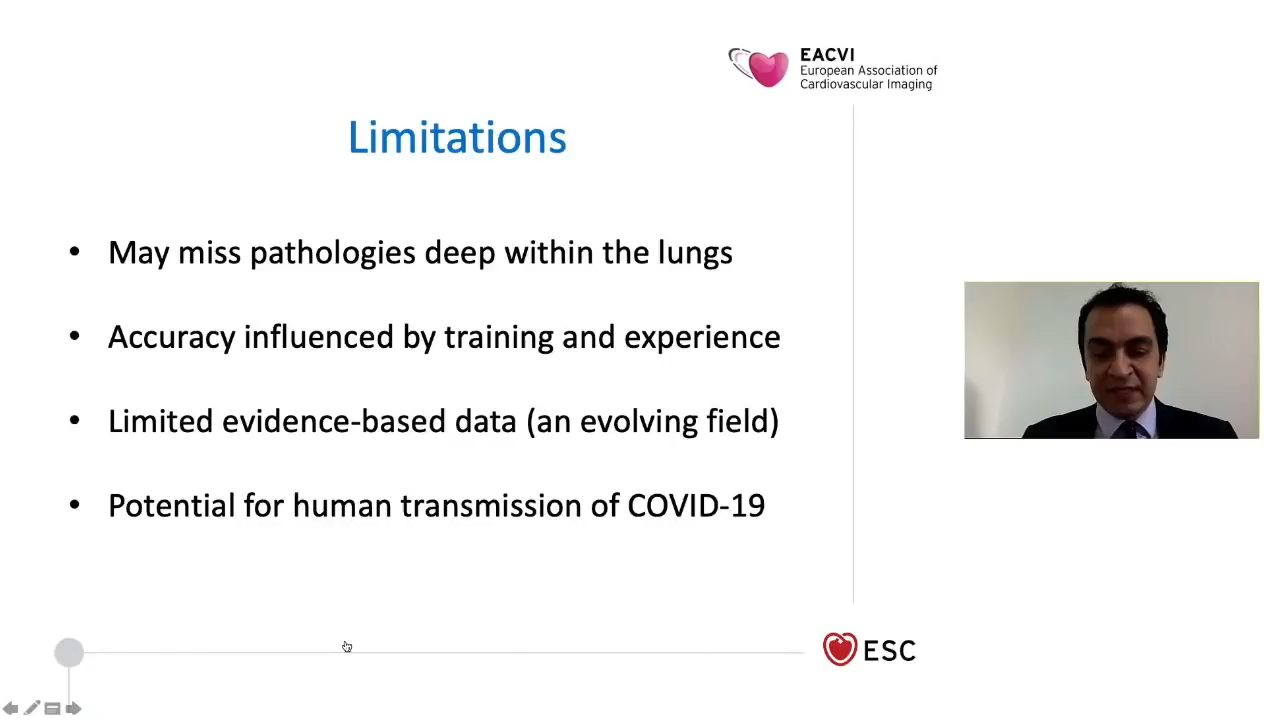 EACVI
European Association of
Cardiovascular Imaging
Limitations
• May miss pathologies deep within the lungs
• Accuracy influenced by training and experience
• Limited evidence-based data (an evolving field)
• Potential for human transmission of COVID-19
ESC